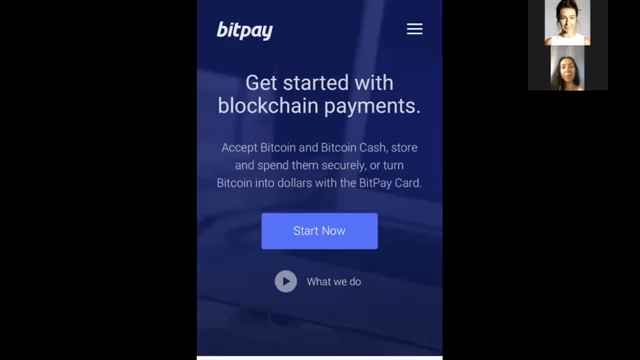 bitpay
Get started with
blockchain payments.
Accept Bitcoin and Bitcoin Cash, store
and spend them securely, or turn
Bitcoin into dollars with the BitPay Card.
Start Now
What we do